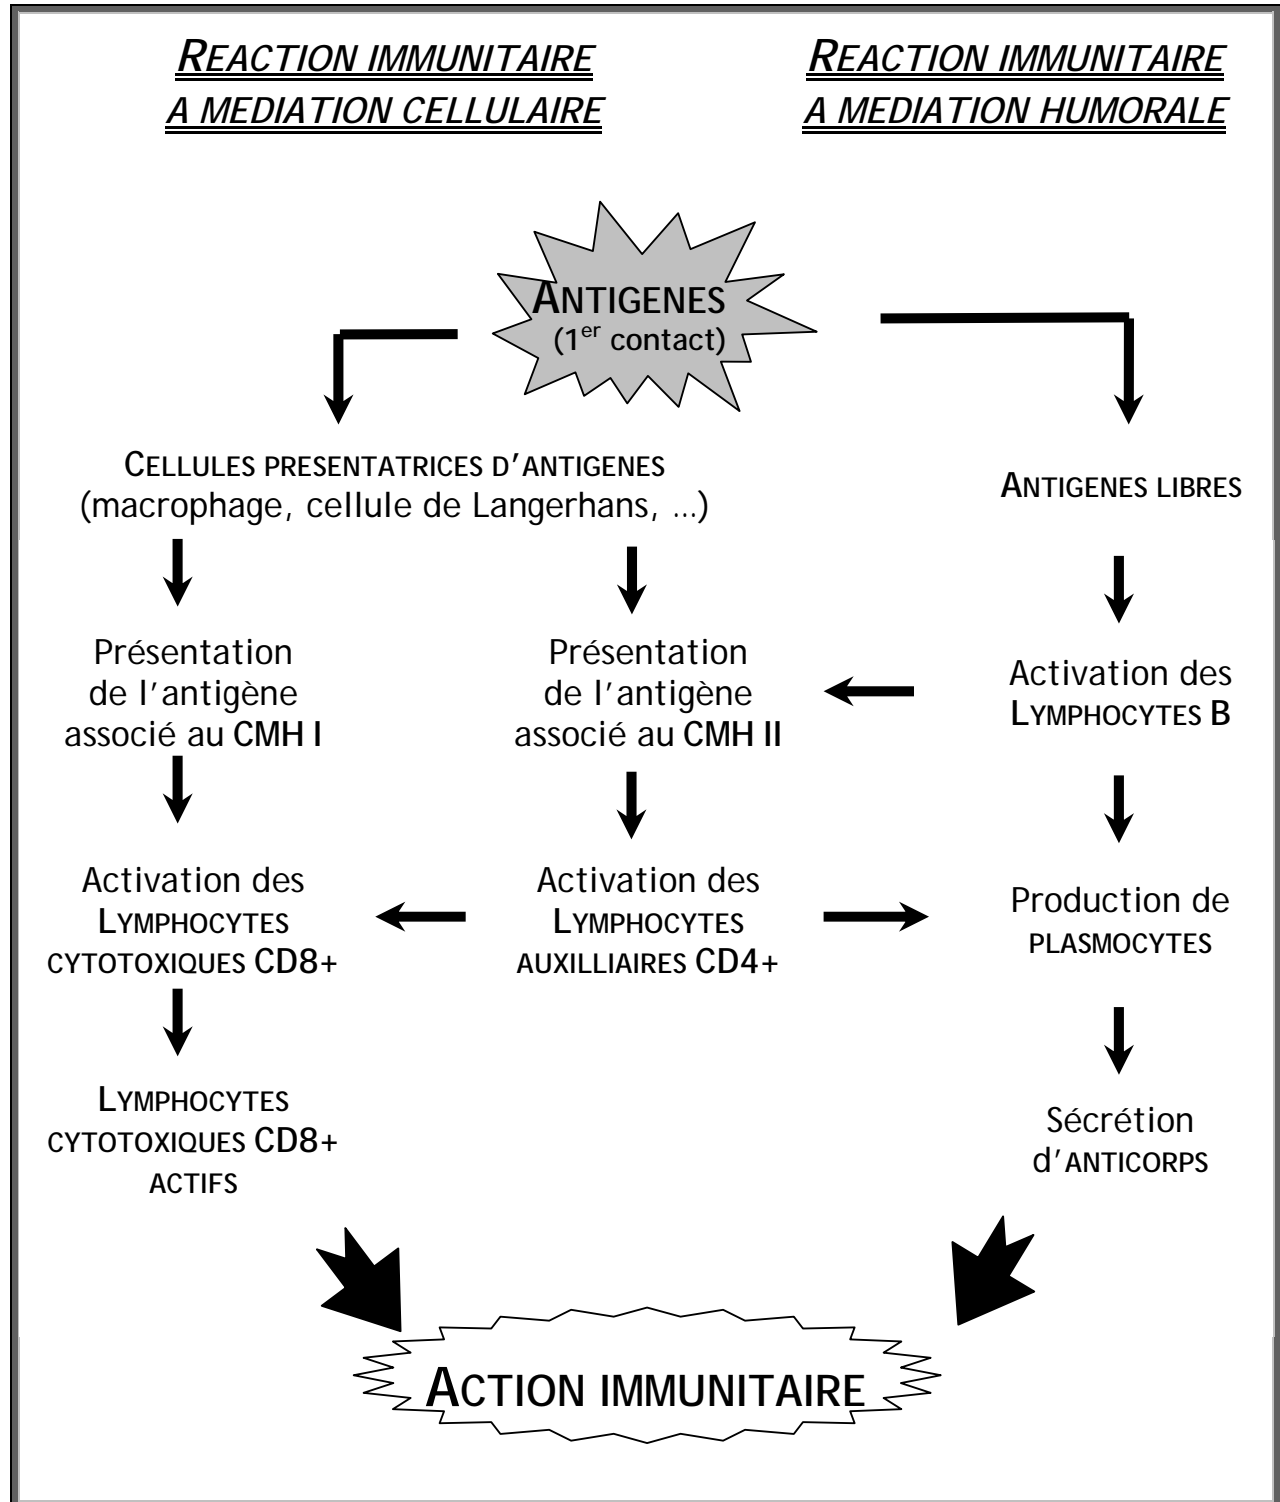 REACTION IMMUNITAIRE
A MEDIATION CELLULAIRE
REACTION IMMUNITAIRE
A MEDIATION HUMORALE
ANTIGENES
(1er contact)
CELLULES PRESENTATRICES D'ANTIGENES
(macrophage, cellule de Langerhans, ...)
ANTIGENES LIBRES
Présentation
de l'antigène
associé au CMH I
Présentation
de l'antigène
associé au CMH II
Activation des
LYMPHOCYTES B
Activation des
LYMPHOCYTES
CYTOTOXIQUES CD8+
Activation des
LYMPHOCYTES
AUXILLIAIRES CD4+
Production de
PLASMOCYTES
LYMPHOCYTES
CYTOTOXIQUES CD8+
ACTIFS
Sécrétion
d'ANTICORPS
ACTION IMMUNITAIRE